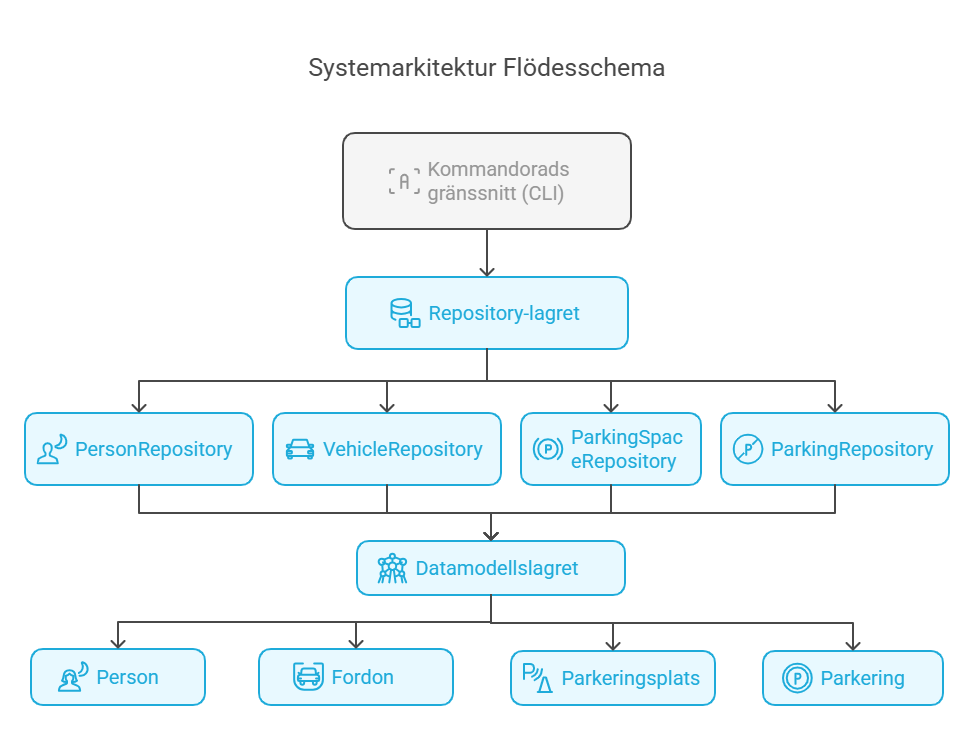 Systemarkitektur Flödesschema
Kommandorads
gränssnitt (CLI)
Repository-lagret
PersonRepository
VehicleRepository
ParkingSpac
eRepository
ParkingRepository
Datamodellslagret
Person
Fordon
Parkeringsplats
Parkering